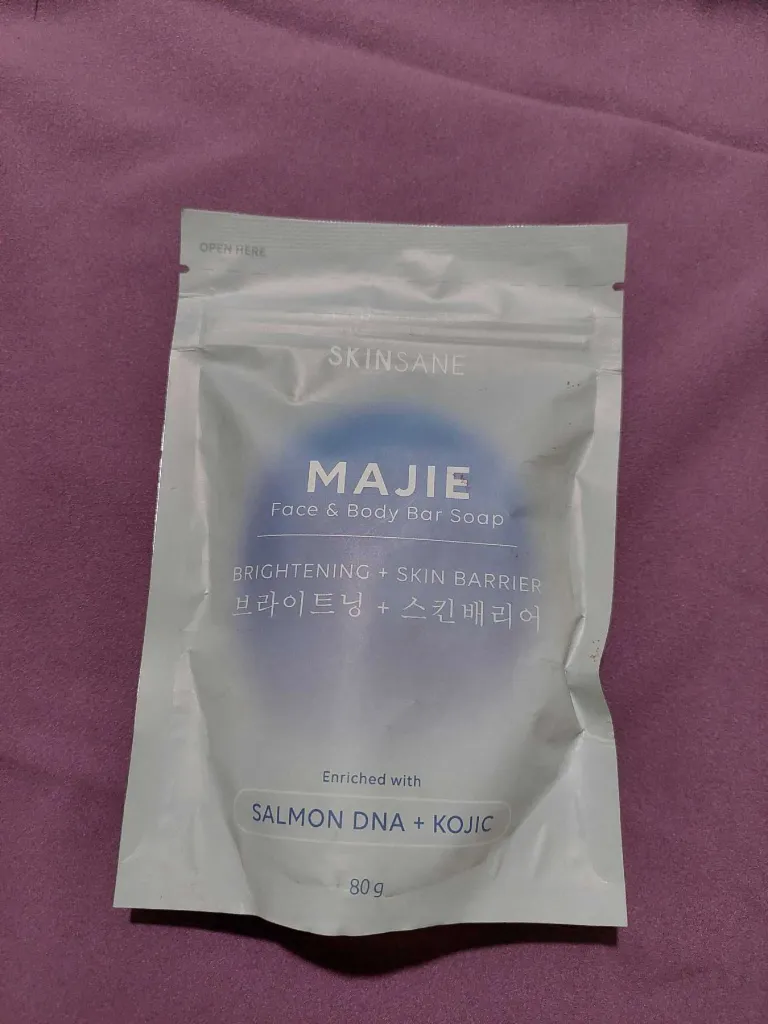 OPEN HERE
SKINSANE
MAJIE
Face & Body Bar Soap
BRIGHTENING + SKIN BARRIER
브라이트닝 + 스킨배리어
Enriched with
SALMON DNA + KOJIC
80 g